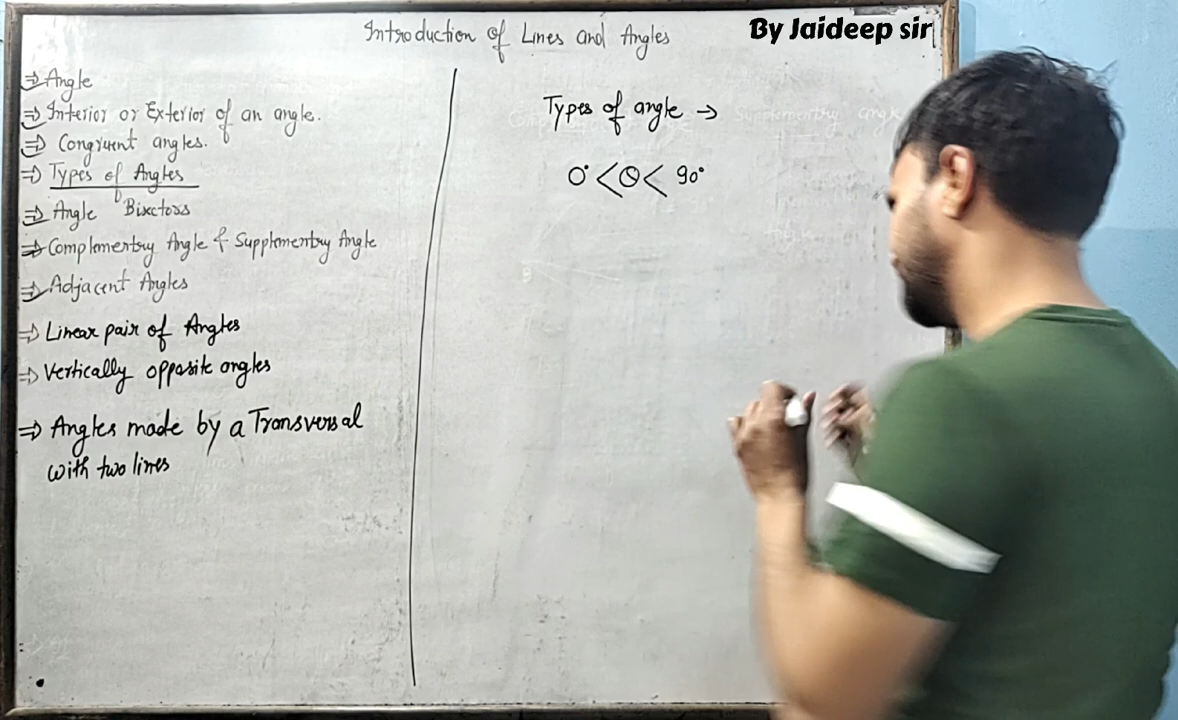 Introduction of Lines and Angles
By Jaideep sir
⇒ Angle
⇒ Interior or Exterior of an angle.
⇒ Congruent angles.
⇒ Types of Angles
⇒ Angle Bisectors
⇒ Complementry Angle & Supplementry Angle
⇒ Adjacent Angles
⇒ Linear pair of Angles
⇒ Vertically opposite angles
⇒ Angles made by a Transversal
with two lines
Types of angle →
0° < θ < 90°